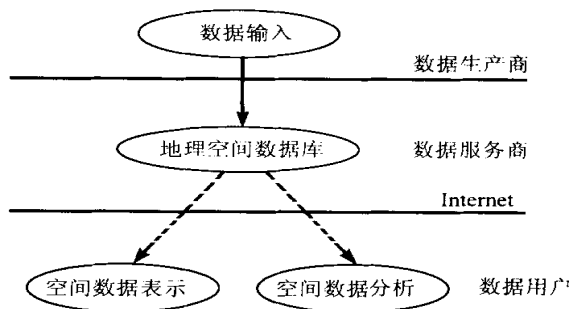 数据输入
数据生产商
地理空间数据库
数据服务商
Internet
空间数据表示
空间数据分析
数据用户